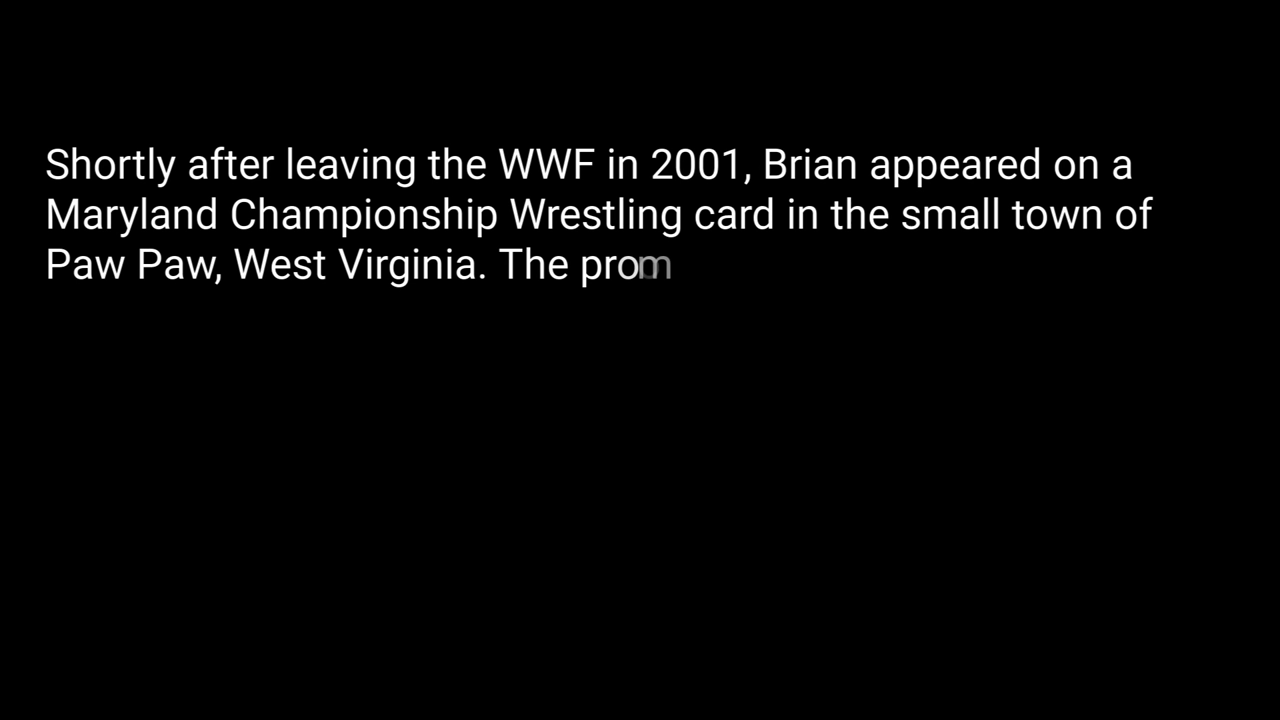 Shortly after leaving the WWF in 2001, Brian appeared on a
Maryland Championship Wrestling card in the small town of
Paw Paw, West Virginia. The prom